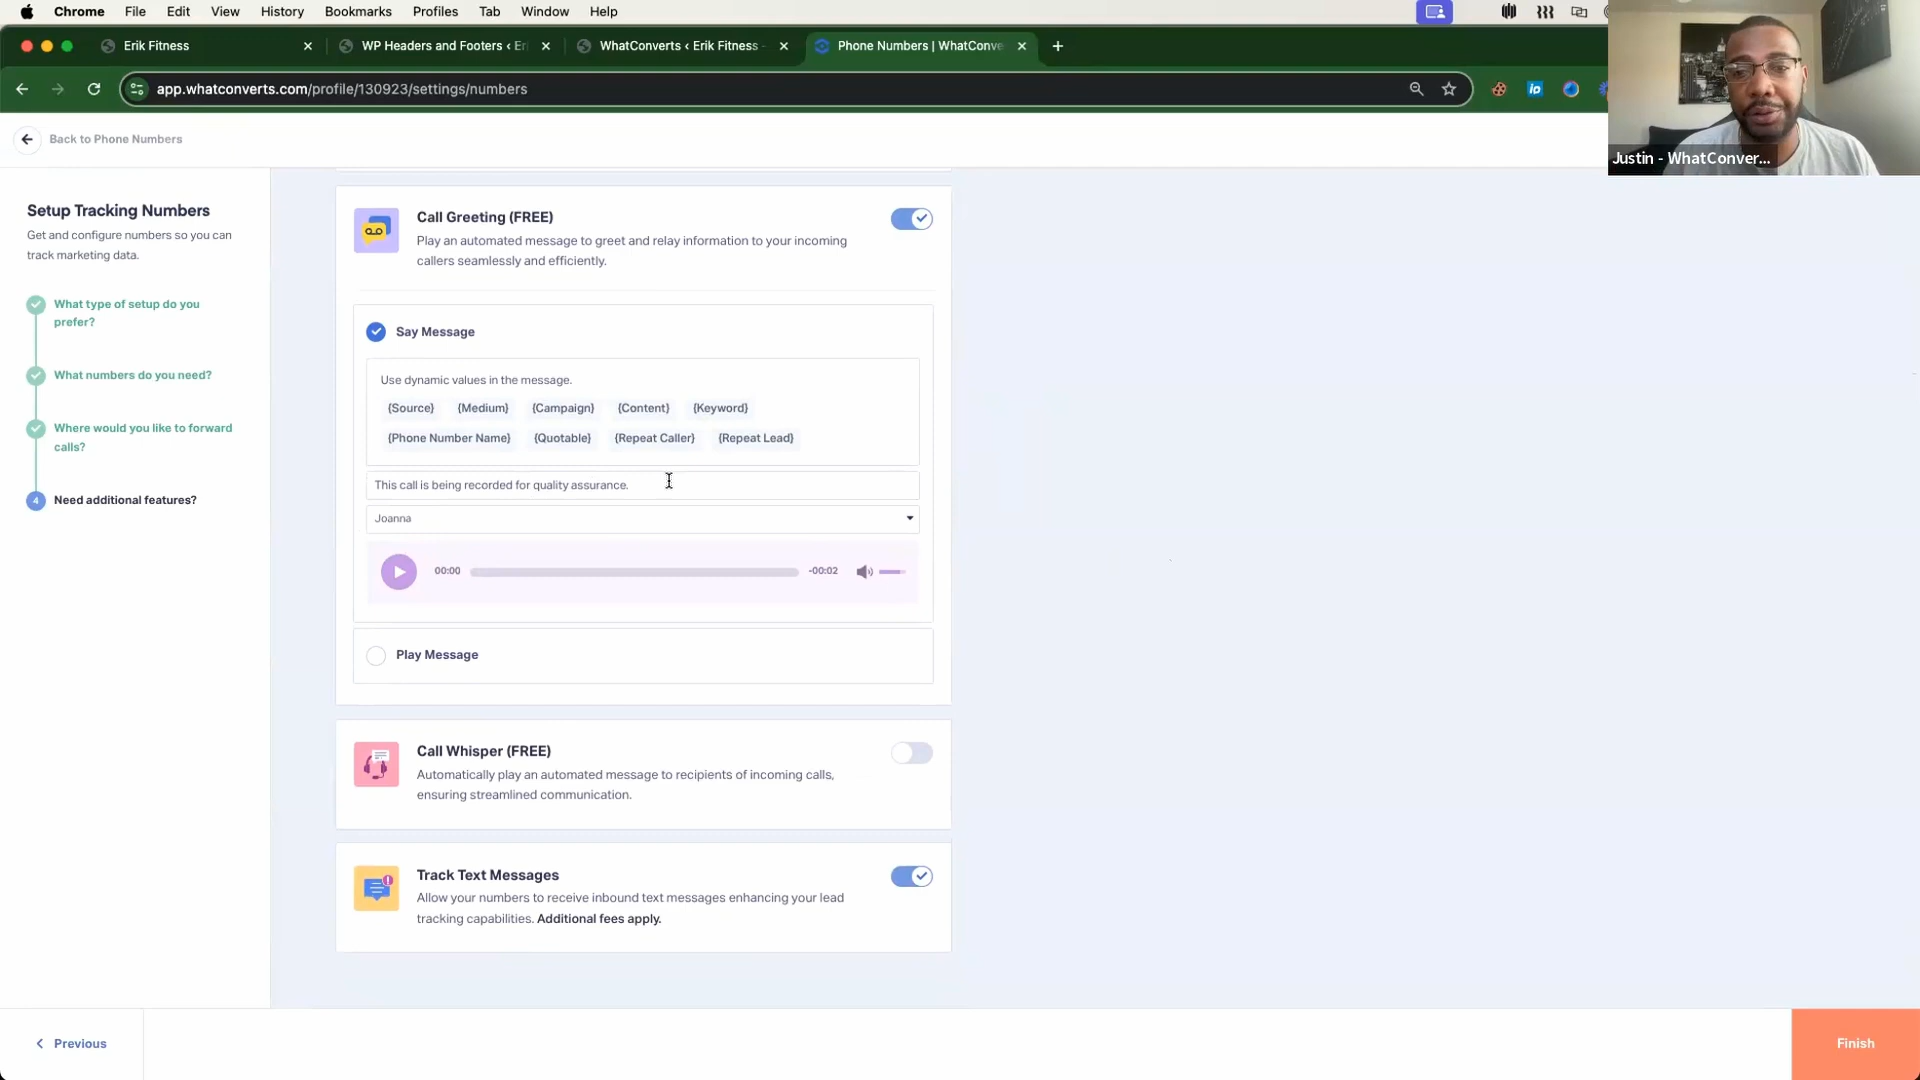 Chrome File Edit View History Bookmarks Profiles Tab Window Help
Erik Fitness
WP Headers and Footers ‹ Eri
WhatConverts ‹ Erik Fitness -
Phone Numbers | WhatConve
app.whatconverts.com/profile/130923/settings/numbers
Justin - WhatConver...
Back to Phone Numbers
Setup Tracking Numbers
Get and configure numbers so you can
track marketing data.
What type of setup do you
prefer?
What numbers do you need?
Where would you like to forward
calls?
4 Need additional features?
Call Greeting (FREE)
Play an automated message to greet and relay information to your incoming
callers seamlessly and efficiently.
Say Message
Use dynamic values in the message.
{Source} {Medium} {Campaign} {Content} {Keyword}
{Phone Number Name} {Quotable} {Repeat Caller} {Repeat Lead}
This call is being recorded for quality assurance.
Joanna
00:00 -00:02
Play Message
Call Whisper (FREE)
Automatically play an automated message to recipients of incoming calls,
ensuring streamlined communication.
Track Text Messages
Allow your numbers to receive inbound text messages enhancing your lead
tracking capabilities. Additional fees apply.
Previous
Finish